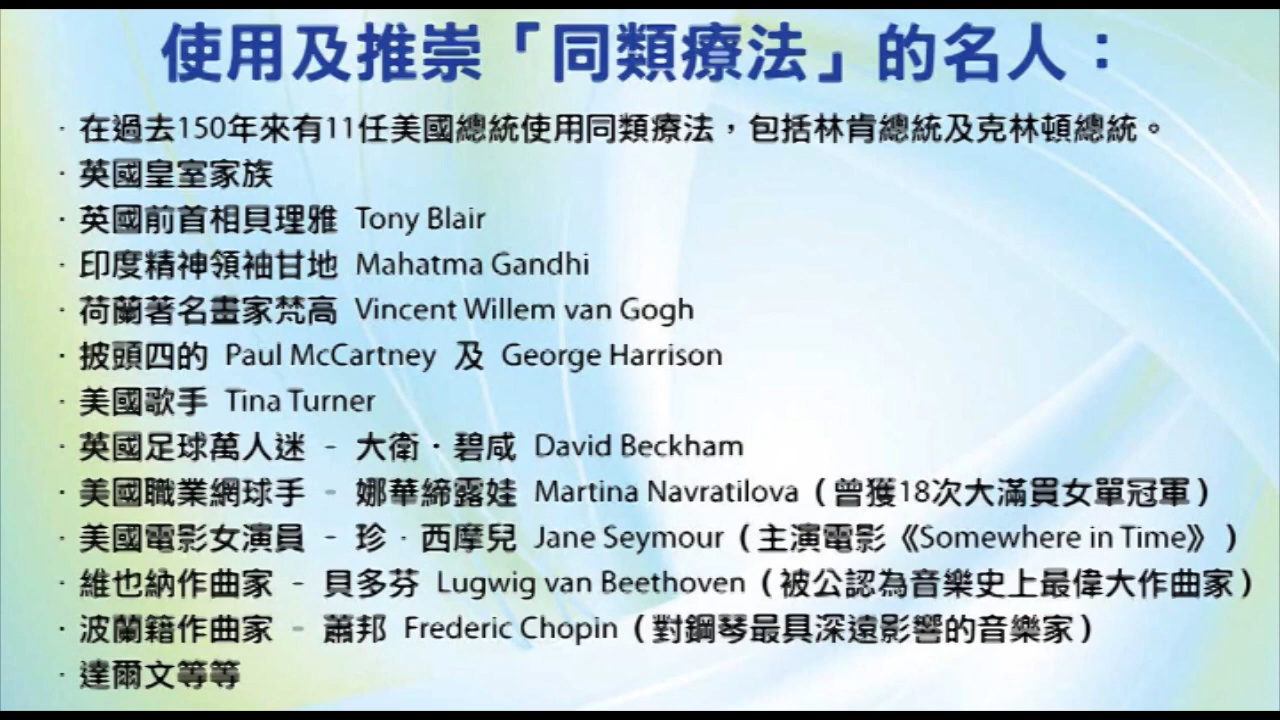 使用及推崇「同類療法」的名人：
· 在過去150年來有11任美國總統使用同類療法，包括林肯總統及克林頓總統。
· 英國皇室家族
· 英國前首相貝理雅 Tony Blair
· 印度精神領袖甘地 Mahatma Gandhi
· 荷蘭著名畫家梵高 Vincent Willem van Gogh
· 披頭四的 Paul McCartney 及 George Harrison
· 美國歌手 Tina Turner
· 英國足球萬人迷 - 大衛·碧咸 David Beckham
· 美國職業網球手 - 娜華締露娃 Martina Navratilova（曾獲18次大滿貫女單冠軍）
· 美國電影女演員 - 珍·西摩兒 Jane Seymour（主演電影《Somewhere in Time》）
· 維也納作曲家 - 貝多芬 Lugwig van Beethoven（被公認為音樂史上最偉大作曲家）
· 波蘭籍作曲家 - 蕭邦 Frederic Chopin（對鋼琴最具深遠影響的音樂家）
· 達爾文等等